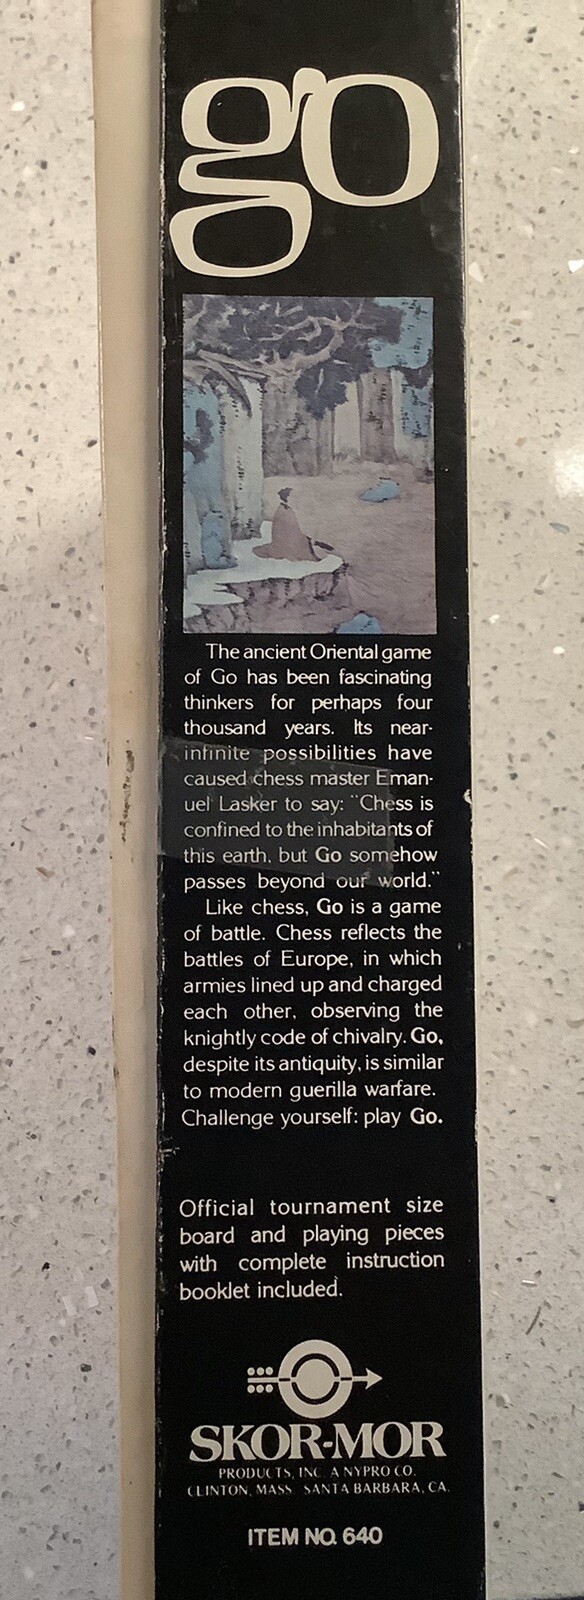 go
The ancient Oriental game
of Go has been fascinating
thinkers for perhaps four
thousand years. Its near-
infinite possibilities have
caused chess master Eman-
uel Lasker to say: "Chess is
confined to the inhabitants of
this earth, but Go somehow
passes beyond our world."
Like chess, Go is a game
of battle. Chess reflects the
battles of Europe, in which
armies lined up and charged
each other, observing the
knightly code of chivalry. Go,
despite its antiquity, is similar
to modern guerilla warfare.
Challenge yourself: play Go.
Official tournament size
board and playing pieces
with complete instruction
booklet included.
SKOR-MOR
PRODUCTS, INC. A NYPRO CO.
CLINTON, MASS. SANTA BARBARA, CA.
ITEM NO. 640